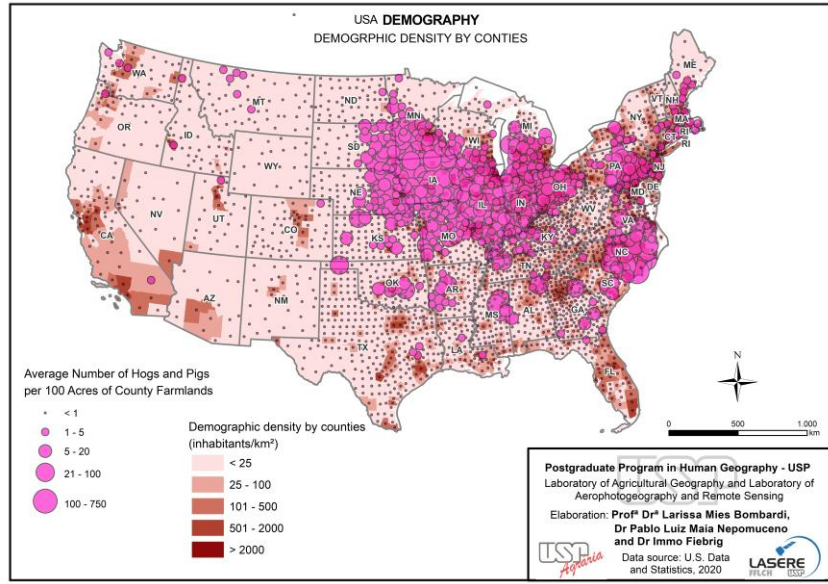 USA DEMOGRAPHY
DEMOGRPHIC DENSITY BY CONTIES
WA
OR
ID
MT
ND
MN
WI
MI
ME
VT
NH
NY
MA
RI
CT
RI
SD
WY
IA
NE
PA
NJ
NV
UT
CO
IL
IN
OH
MD
DE
WV
VA
CA
KS
MO
KY
NC
AZ
NM
OK
AR
TN
SC
MS
AL
GA
TX
LA
FL
Average Number of Hogs and Pigs
per 100 Acres of County Farmlands
< 1
1 - 5
5 - 20
21 - 100
100 - 750
Demographic density by counties
(inhabitants/km²)
< 25
25 - 100
101 - 500
501 - 2000
> 2000
N
0 500 1.000
km
Postgraduate Program in Human Geography - USP
Laboratory of Agricultural Geography and Laboratory of
Aerophotogeography and Remote Sensing
Elaboration: Profª Drª Larissa Mies Bombardi,
Dr Pablo Luiz Maia Nepomuceno
and Dr Immo Fiebrig
Data source: U.S. Data
and Statistics, 2020
USP
USP
Agraria
LASERE
FFLCH USP